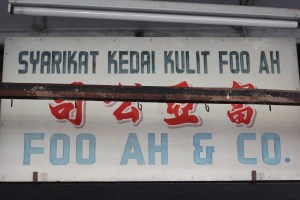 SYARIKAT KEDAI KULIT FOO AH
富亞公司
FOO AH & CO.